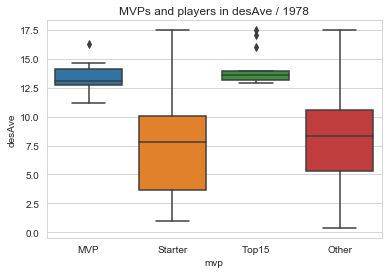 MVPs and players in desAve / 1978
17.5
15.0
12.5
10.0
7.5
5.0
2.5
0.0
desAve
MVP Starter Top15 Other
mvp